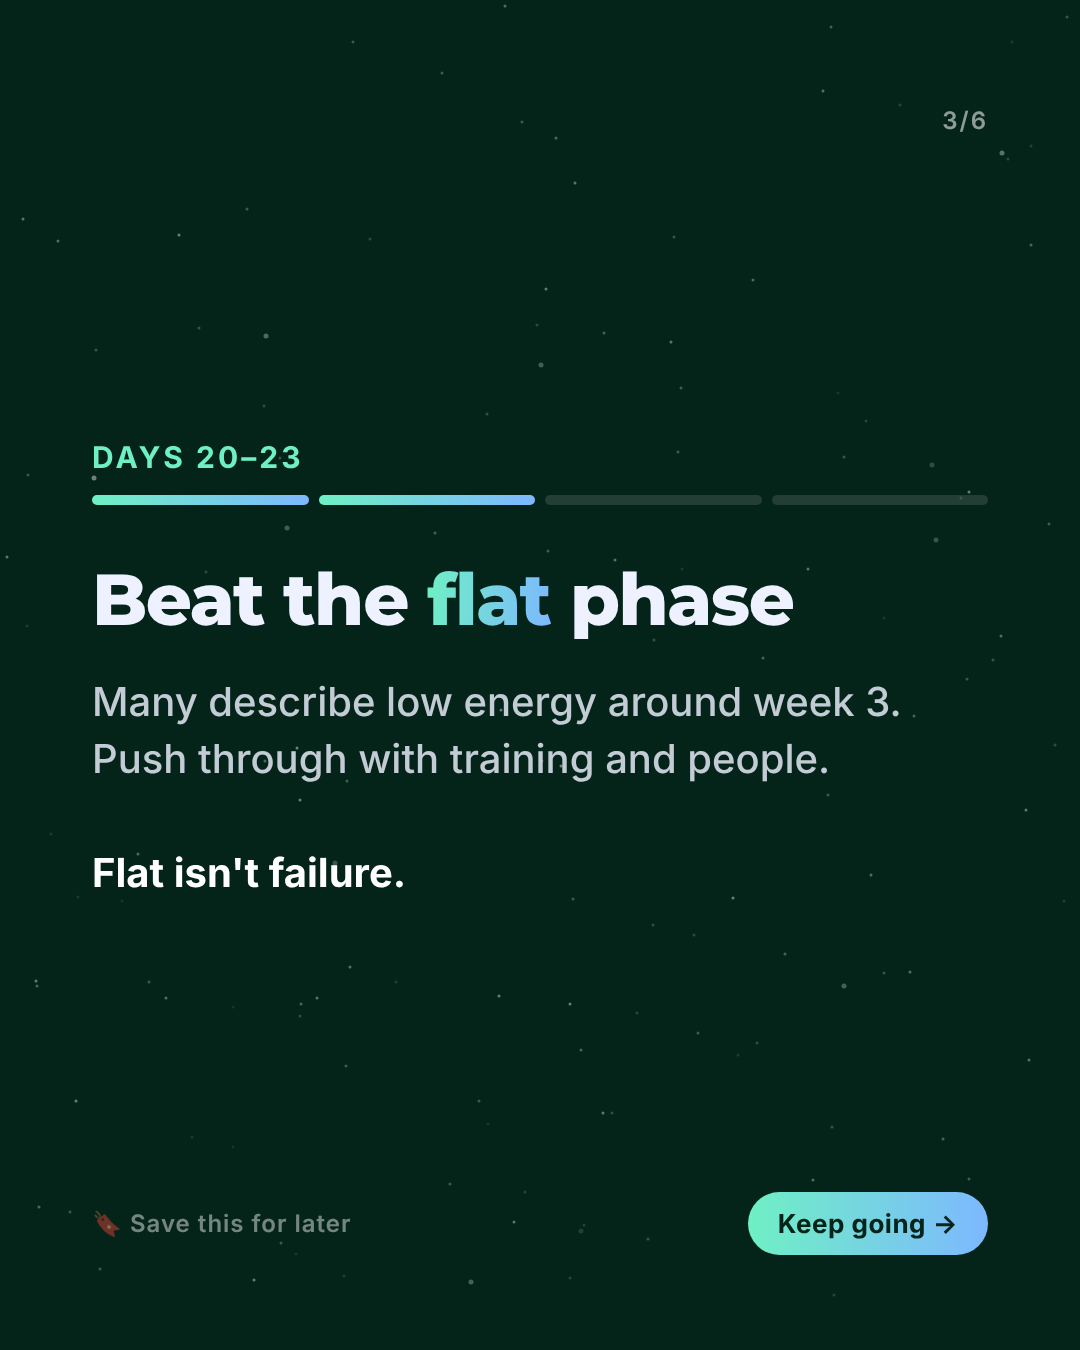 3/6
DAYS 20–23
Beat the flat phase
Many describe low energy around week 3.
Push through with training and people.
Flat isn't failure.
🔖 Save this for later
Keep going →